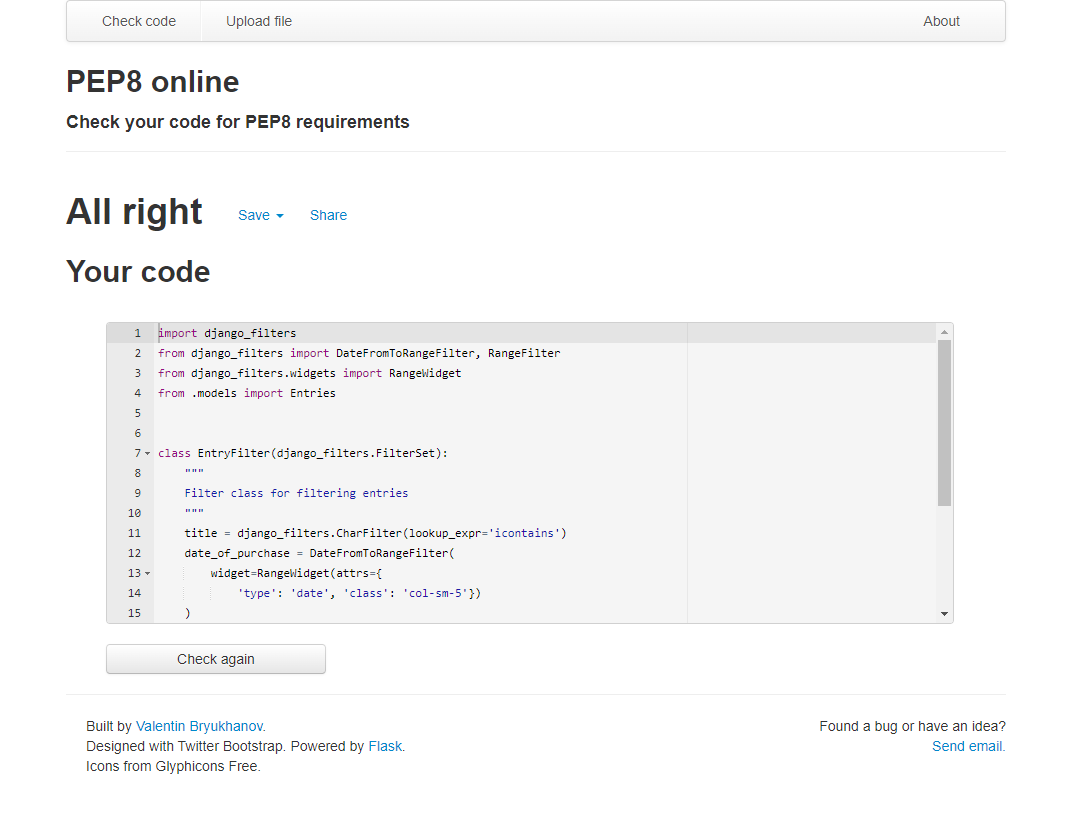 Check code Upload file About
PEP8 online
Check your code for PEP8 requirements
All right Save Share
Your code
1 import django_filters
2 from django_filters import DateFromToRangeFilter, RangeFilter
3 from django_filters.widgets import RangeWidget
4 from .models import Entries
5
6
7 class EntryFilter(django_filters.FilterSet):
8 """
9 Filter class for filtering entries
10 """
11 title = django_filters.CharFilter(lookup_expr='icontains')
12 date_of_purchase = DateFromToRangeFilter(
13 widget=RangeWidget(attrs={
14 'type': 'date', 'class': 'col-sm-5'})
15 )
Check again
Built by Valentin Bryukhanov. Found a bug or have an idea?
Designed with Twitter Bootstrap. Powered by Flask. Send email.
Icons from Glyphicons Free.